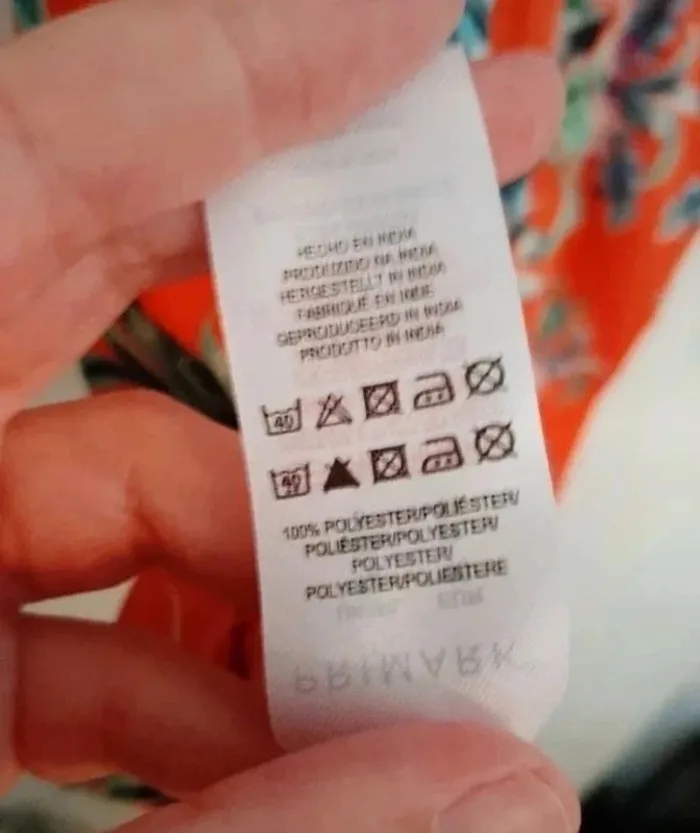 HECHO EN INDIA
PRODUZIDO NA INDIA
HERGESTELLT IN INDIA
FABRIQUÉ EN INDE
GEPRODUCEERD IN INDIA
PRODOTTO IN INDIA
40
40
100% POLYESTER/POLIÉSTER/
POLIÉSTER/POLYESTER/
POLYESTER/
POLYESTER/POLIESTERE
PRIMARK